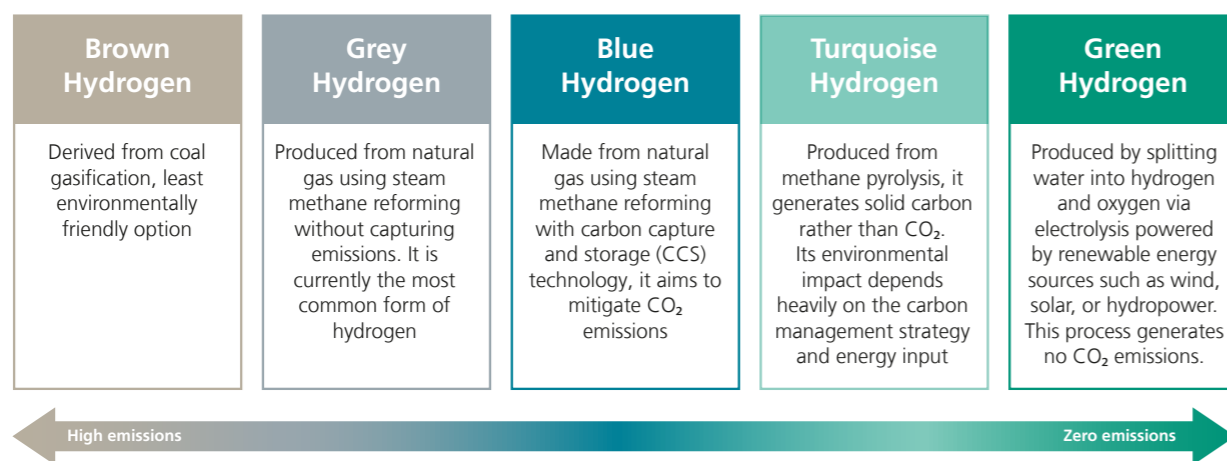 Brown
Hydrogen
Derived from coal
gasification, least
environmentally
friendly option
Grey
Hydrogen
Produced from natural
gas using steam
methane reforming
without capturing
emissions. It is
currently the most
common form of
hydrogen
Blue
Hydrogen
Made from natural
gas using steam
methane reforming
with carbon capture
and storage (CCS)
technology, it aims to
mitigate CO₂
emissions
Turquoise
Hydrogen
Produced from
methane pyrolysis, it
generates solid carbon
rather than CO₂.
Its environmental
impact depends
heavily on the carbon
management strategy
and energy input
Green
Hydrogen
Produced by splitting
water into hydrogen
and oxygen via
electrolysis powered
by renewable energy
sources such as wind,
solar, or hydropower.
This process generates
no CO₂ emissions.
High emissions
Zero emissions